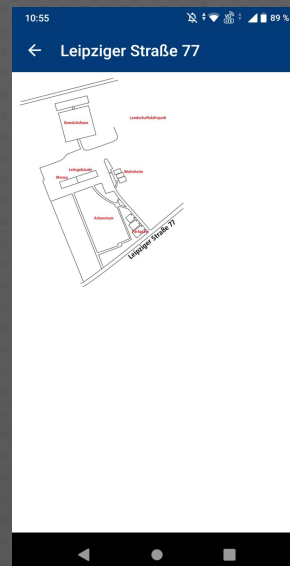 10:55
89 %
Leipziger Straße 77
Gewächshaus
Landschaftslehrpark
Lehrgebäude
Mensa
Wohnheim
Arboretum
Leipziger Straße 77